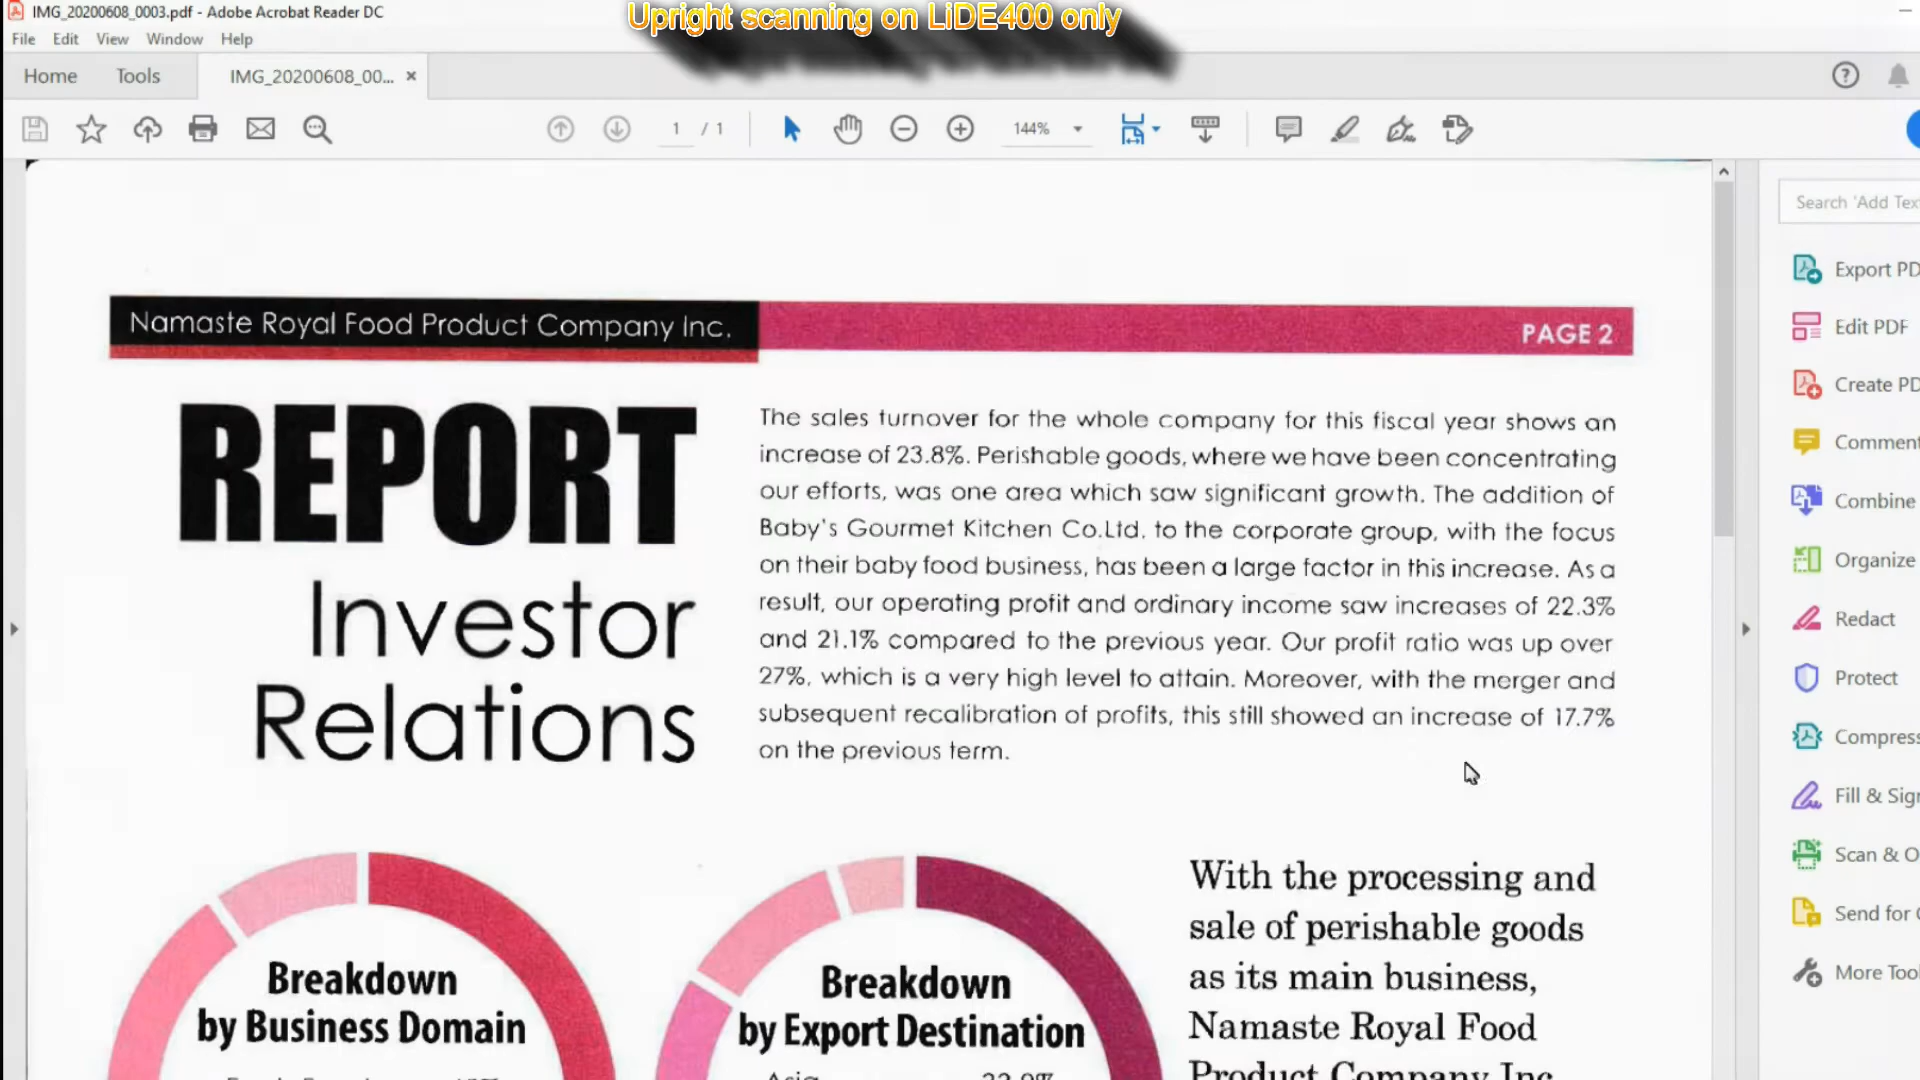 IMG_20200608_0003.pdf - Adobe Acrobat Reader DC
Upright scanning on LiDE400 only
File Edit View Window Help
Home Tools IMG_20200608_00... ×
1 / 1 144%
Search 'Add Tex
Namaste Royal Food Product Company Inc. PAGE 2
REPORT
Investor
Relations
The sales turnover for the whole company for this fiscal year shows an
increase of 23.8%. Perishable goods, where we have been concentrating
our efforts, was one area which saw significant growth. The addition of
Baby's Gourmet Kitchen Co.Ltd. to the corporate group, with the focus
on their baby food business, has been a large factor in this increase. As a
result, our operating profit and ordinary income saw increases of 22.3%
and 21.1% compared to the previous year. Our profit ratio was up over
27%, which is a very high level to attain. Moreover, with the merger and
subsequent recalibration of profits, this still showed an increase of 17.7%
on the previous term.
Breakdown
by Business Domain
Breakdown
by Export Destination
Asia 32.9%
With the processing and
sale of perishable goods
as its main business,
Namaste Royal Food
Product Company Inc
Export PD
Edit PDF
Create PD
Comment
Combine
Organize
Redact
Protect
Compress
Fill & Sign
Scan & O
Send for C
More Tool